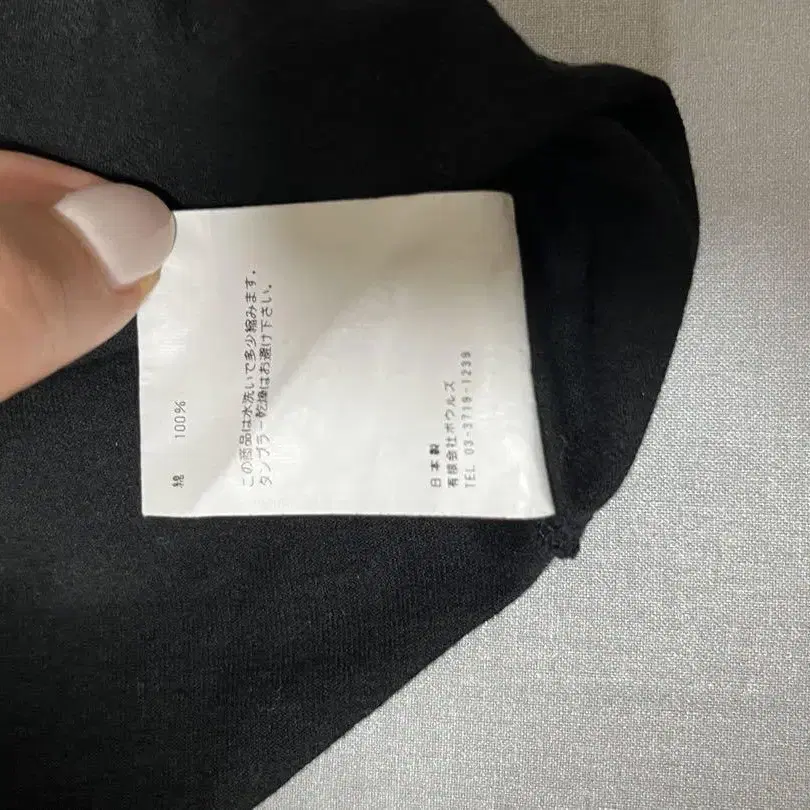 綿 100%
この商品は水洗いで多少縮みます.
タンブラー乾燥はお避け下さい.
日本製
有限会社ボウルズ
TEL 03-3719-1239